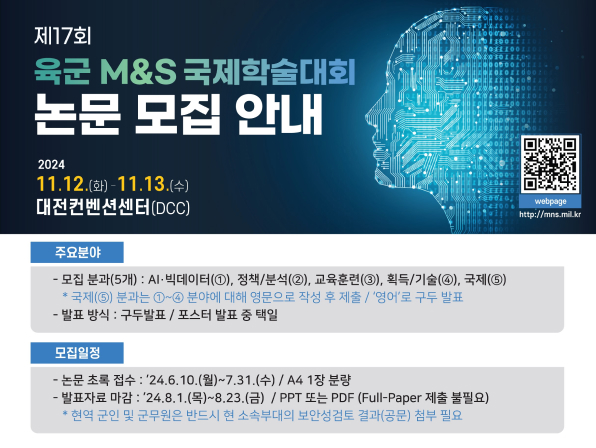 제17회
육군 M&S 국제학술대회
논문 모집 안내
2024
11.12.(화) - 11.13.(수)
대전컨벤션센터(DCC)
webpage
http://mns.mil.kr
주요분야
- 모집 분과(5개) : AI·빅데이터(①), 정책/분석(②), 교육훈련(③), 획득/기술(④), 국제(⑤)
* 국제(⑤) 분과는 ①~④ 분야에 대해 영문으로 작성 후 제출 / ‘영어’로 구두 발표
- 발표 방식 : 구두발표 / 포스터 발표 중 택일
모집일정
- 논문 초록 접수 : ‘24.6.10.(월)~7.31.(수) / A4 1장 분량
- 발표자료 마감 : ‘24.8.1.(목)~8.23.(금) / PPT 또는 PDF (Full-Paper 제출 불필요)
* 현역 군인 및 군무원은 반드시 현 소속부대의 보안성검토 결과(공문) 첨부 필요